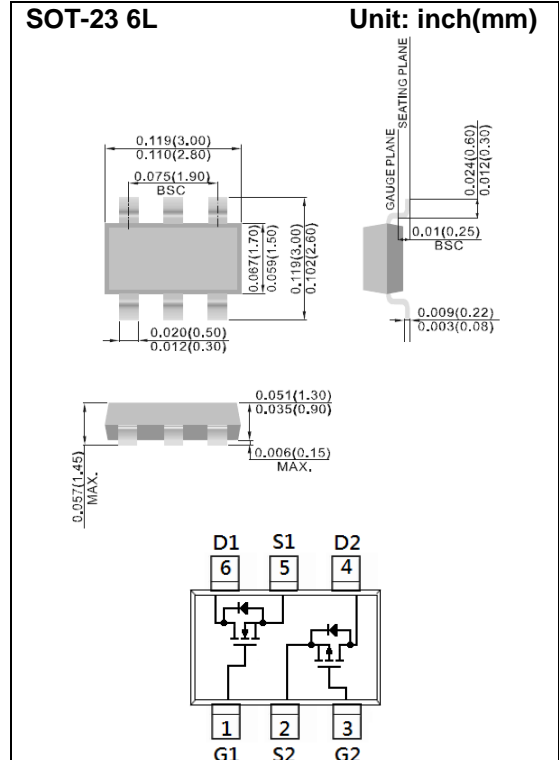 SOT-23 6L Unit: inch(mm)
0.119(3.00)
0.110(2.80)
0.075(1.90)
BSC
0.067(1.70)
0.059(1.50)
0.119(3.00)
0.102(2.60)
0.020(0.50)
0.012(0.30)
SEATING PLANE
GAUGE PLANE
0.024(0.60)
0.012(0.30)
0.01(0.25)
BSC
0.009(0.22)
0.003(0.08)
0.051(1.30)
0.035(0.90)
0.006(0.15)
MAX.
0.057(1.45)
MAX.
D1 S1 D2
6 5 4
1 2 3
G1 S2 G2